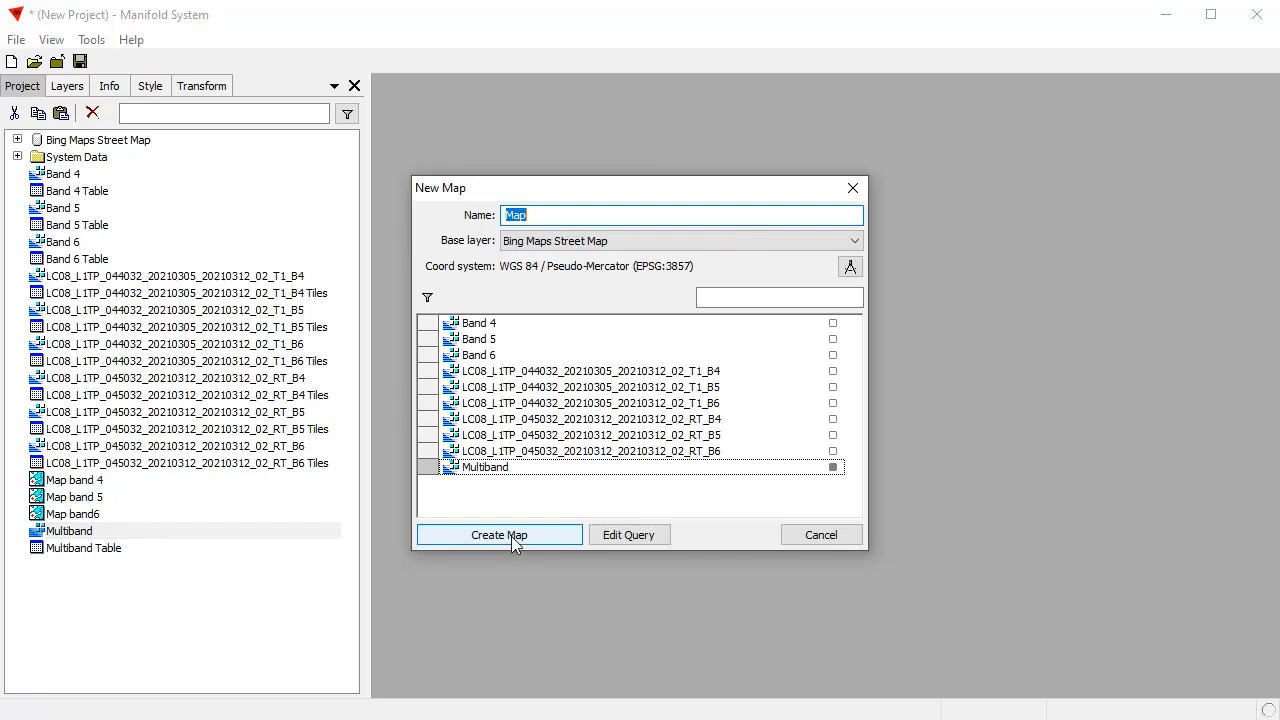 * (New Project) - Manifold System
File View Tools Help
Project Layers Info Style Transform
Bing Maps Street Map
System Data
Band 4
Band 4 Table
Band 5
Band 5 Table
Band 6
Band 6 Table
LC08_L1TP_044032_20210305_20210312_02_T1_B4
LC08_L1TP_044032_20210305_20210312_02_T1_B4 Tiles
LC08_L1TP_044032_20210305_20210312_02_T1_B5
LC08_L1TP_044032_20210305_20210312_02_T1_B5 Tiles
LC08_L1TP_044032_20210305_20210312_02_T1_B6
LC08_L1TP_044032_20210305_20210312_02_T1_B6 Tiles
LC08_L1TP_045032_20210312_20210312_02_RT_B4
LC08_L1TP_045032_20210312_20210312_02_RT_B4 Tiles
LC08_L1TP_045032_20210312_20210312_02_RT_B5
LC08_L1TP_045032_20210312_20210312_02_RT_B5 Tiles
LC08_L1TP_045032_20210312_20210312_02_RT_B6
LC08_L1TP_045032_20210312_20210312_02_RT_B6 Tiles
Map band 4
Map band 5
Map band6
Multiband
Multiband Table
New Map
Name: Map
Base layer: Bing Maps Street Map
Coord system: WGS 84 / Pseudo-Mercator (EPSG:3857)
Band 4
Band 5
Band 6
LC08_L1TP_044032_20210305_20210312_02_T1_B4
LC08_L1TP_044032_20210305_20210312_02_T1_B5
LC08_L1TP_044032_20210305_20210312_02_T1_B6
LC08_L1TP_045032_20210312_20210312_02_RT_B4
LC08_L1TP_045032_20210312_20210312_02_RT_B5
LC08_L1TP_045032_20210312_20210312_02_RT_B6
Multiband
Create Map Edit Query Cancel